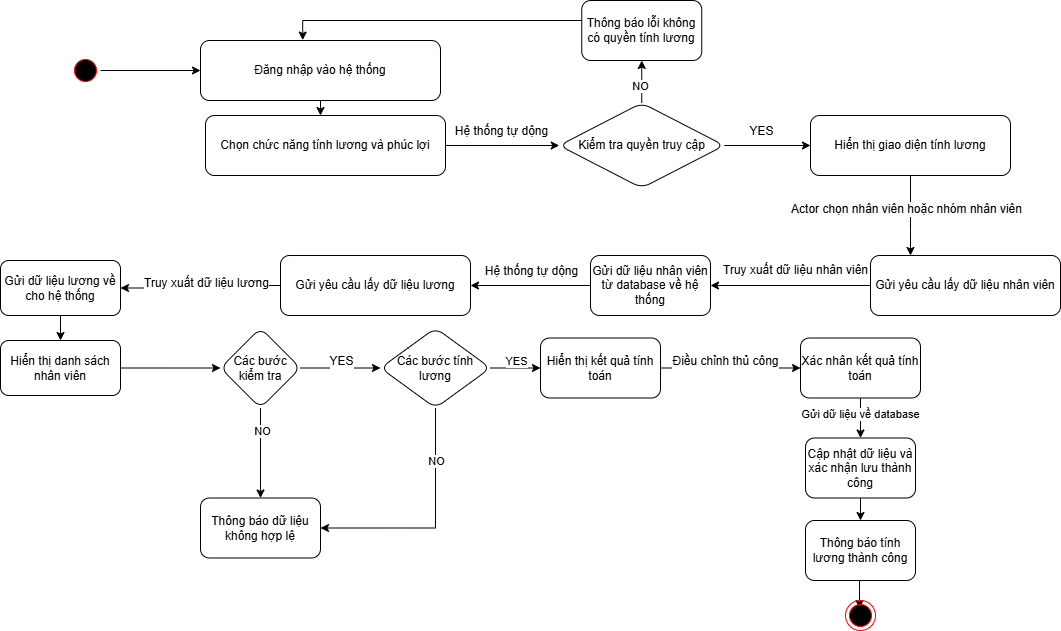 Thông báo lỗi không
có quyền tính lương
Đăng nhập vào hệ thống
NO
Chọn chức năng tính lương và phúc lợi
Hệ thống tự động
Kiểm tra quyền truy cập
YES
Hiển thị giao diện tính lương
Actor chọn nhân viên hoặc nhóm nhân viên
Gửi dữ liệu lương về
cho hệ thống
Truy xuất dữ liệu lương
Gửi yêu cầu lấy dữ liệu lương
Hệ thống tự động
Gửi dữ liệu nhân viên
từ database về hệ
thống
Truy xuất dữ liệu nhân viên
Gửi yêu cầu lấy dữ liệu nhân viên
Hiển thị danh sách
nhân viên
Các bước
kiểm tra
YES
Các bước tính
lương
YES
Hiển thị kết quả tính
toán
Điều chỉnh thủ công
Xác nhân kết quả tính
toán
Gửi dữ liệu về database
NO
NO
Cập nhật dữ liệu và
xác nhận lưu thành
công
Thông báo dữ liệu
không hợp lệ
Thông báo tính
lương thành công